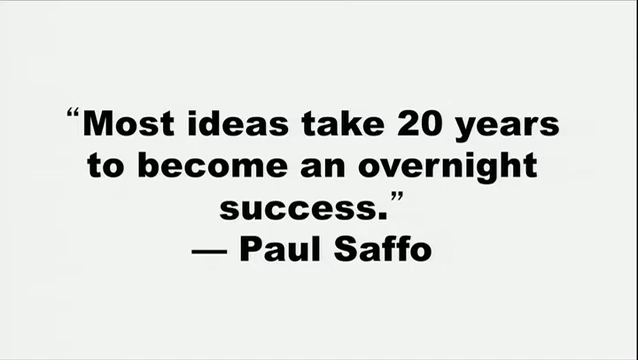 “Most ideas take 20 years
to become an overnight
success.”
— Paul Saffo